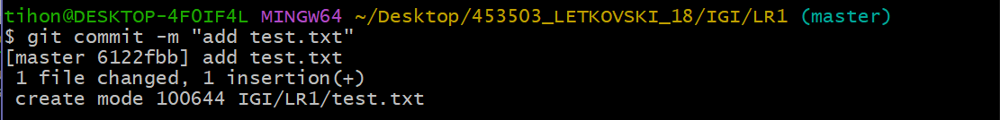 tihon@DESKTOP-4F0IF4L MINGW64 ~/Desktop/453503_LETKOVSKI_18/IGI/LR1 (master)
$ git commit -m "add test.txt"
[master 6122fbb] add test.txt
 1 file changed, 1 insertion(+)
 create mode 100644 IGI/LR1/test.txt